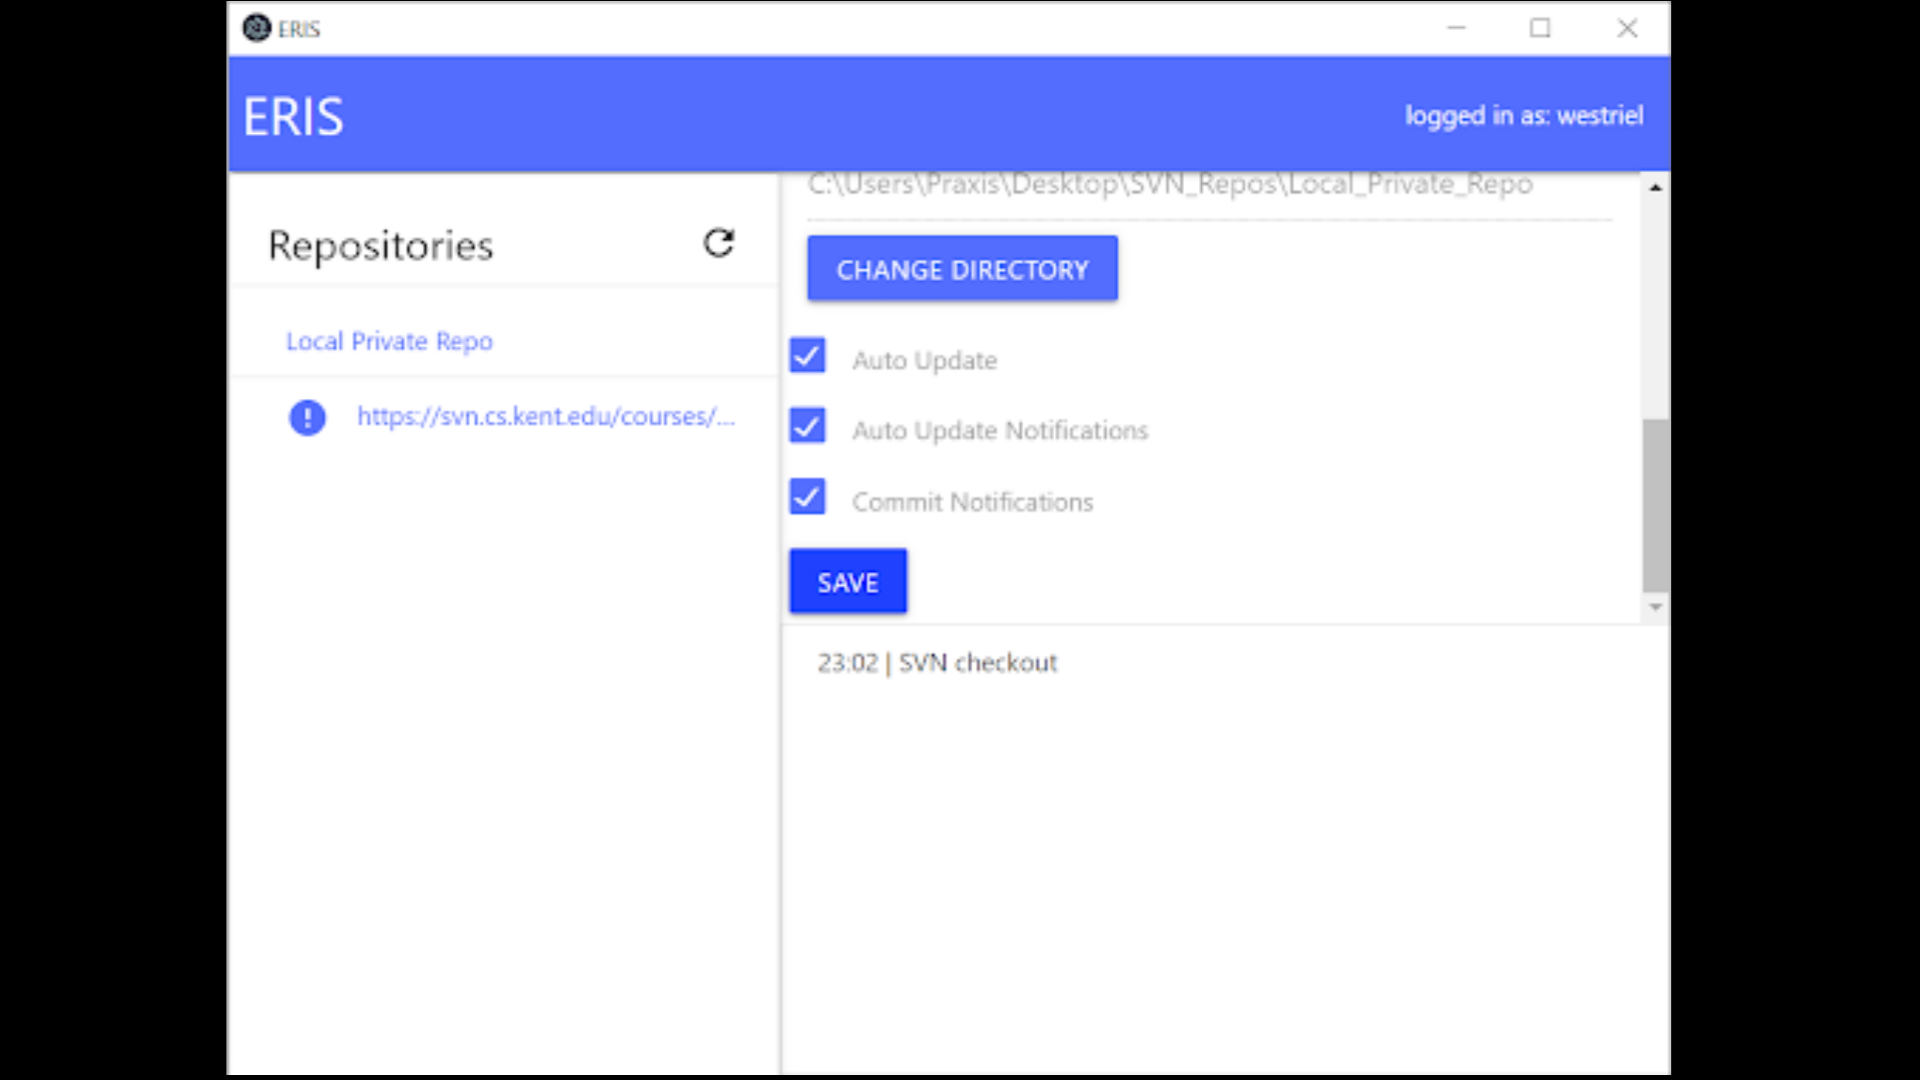 ERIS
ERIS
logged in as: westriel
Repositories
Local Private Repo
https://svn.cs.kent.edu/courses/...
C:\Users\Praxis\Desktop\SVN_Repos\Local_Private_Repo
CHANGE DIRECTORY
Auto Update
Auto Update Notifications
Commit Notifications
SAVE
23:02 | SVN checkout